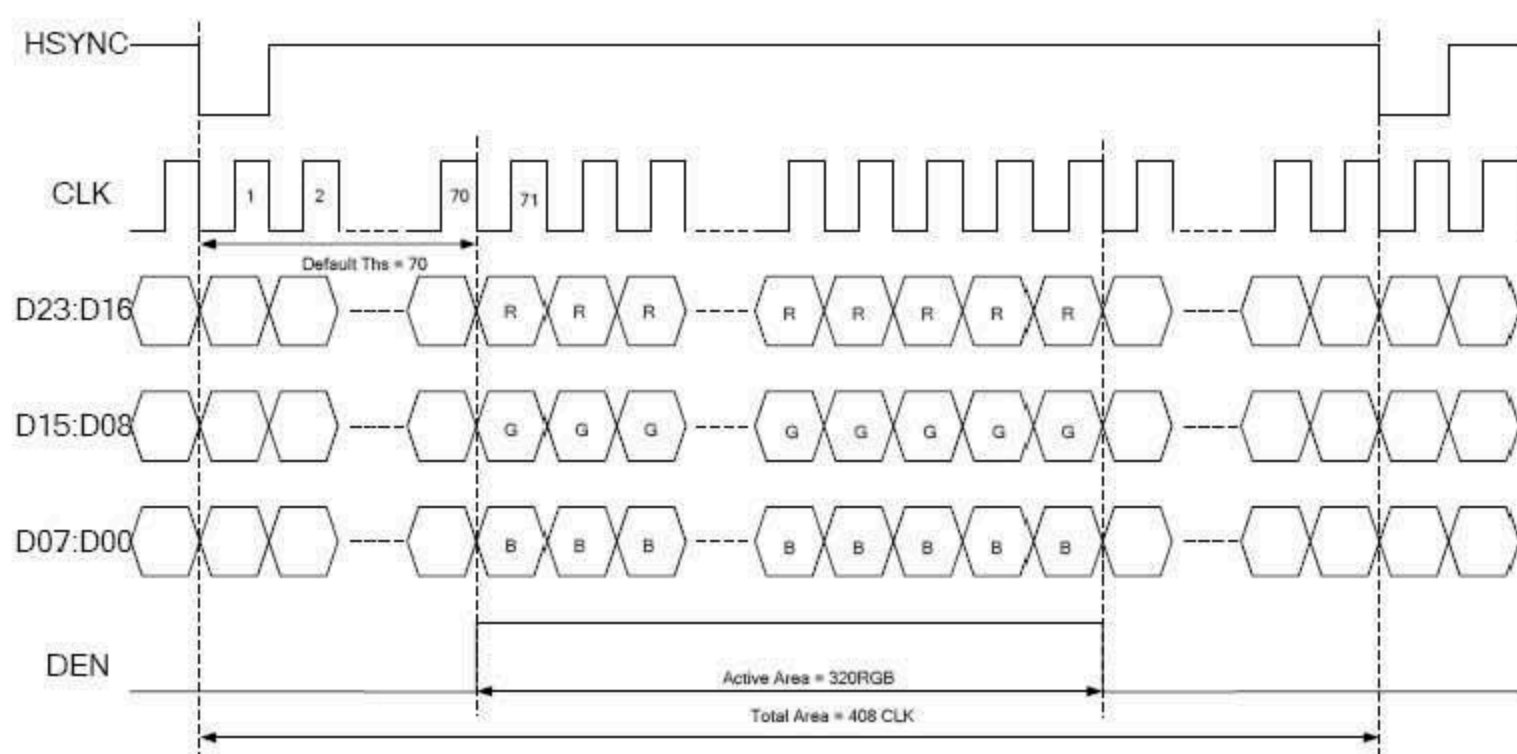 HSYNC
CLK
1 2 70 71
Default Ths = 70
D23:D16
R R R R R R R R
D15:D08
G G G G G G G G
D07:D00
B B B B B B B B
DEN
Active Area = 320RGB
Total Area = 408 CLK